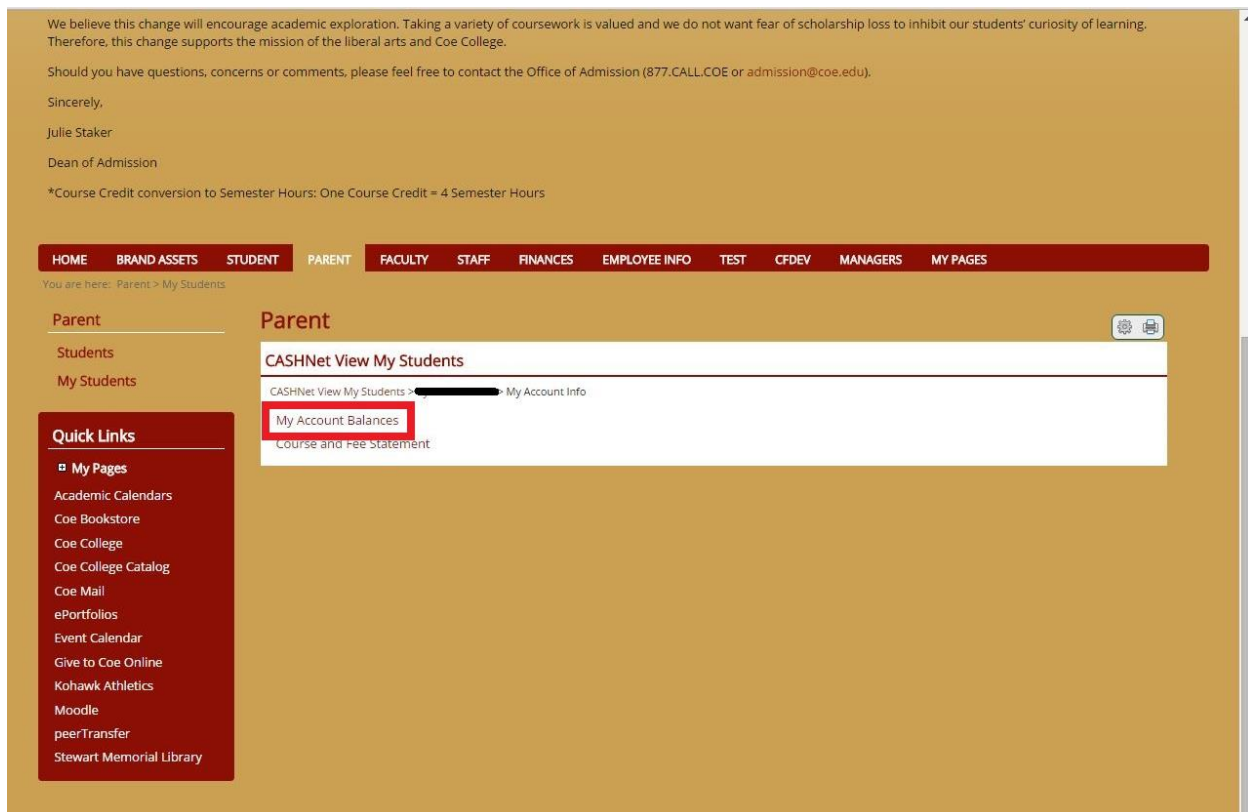 We believe this change will encourage academic exploration. Taking a variety of coursework is valued and we do not want fear of scholarship loss to inhibit our students' curiosity of learning.
Therefore, this change supports the mission of the liberal arts and Coe College.
Should you have questions, concerns or comments, please feel free to contact the Office of Admission (877.CALL.COE or admission@coe.edu).
Sincerely,
Julie Staker
Dean of Admission
*Course Credit conversion to Semester Hours: One Course Credit = 4 Semester Hours
HOME BRAND ASSETS STUDENT PARENT FACULTY STAFF FINANCES EMPLOYEE INFO TEST CFDEV MANAGERS MY PAGES
You are here: Parent > My Students
Parent
Students
My Students
Quick Links
My Pages
Academic Calendars
Coe Bookstore
Coe College
Coe College Catalog
Coe Mail
ePortfolios
Event Calendar
Give to Coe Online
Kohawk Athletics
Moodle
peerTransfer
Stewart Memorial Library
Parent
CASHNet View My Students
CASHNet View My Students > > My Account Info
My Account Balances
Course and Fee Statement